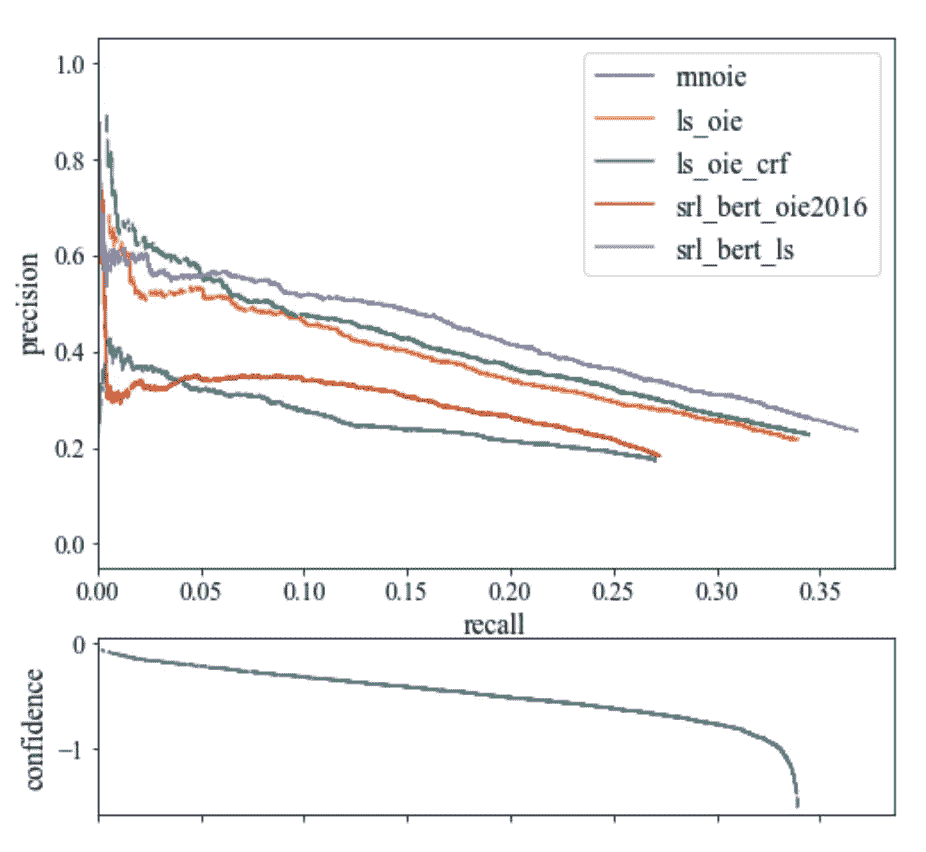 1.0
0.8
0.6
0.4
0.2
0.0
precision
rnnoie
ls_oie
ls_oie_crf
srl_bert_oie2016
srl_bert_ls
0.00 0.05 0.10 0.15 0.20 0.25 0.30 0.35
recall
0
−1
confidence